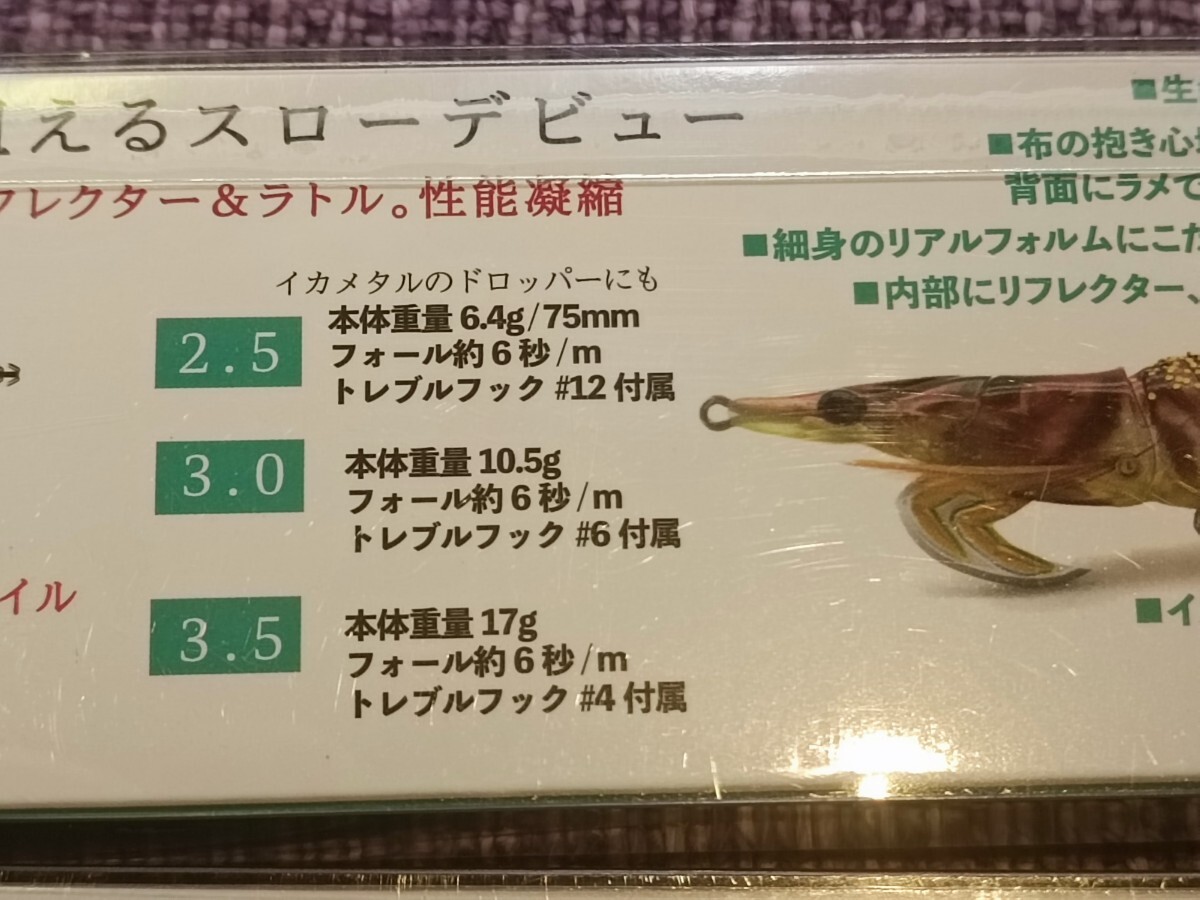 えるスローデビュー
フレクター&ラトル。性能凝縮
イカメタルのドロッパーにも
2.5
本体重量 6.4g/75mm
フォール約6秒/m
トレブルフック #12 付属
3.0
本体重量 10.5g
フォール約6秒/m
トレブルフック #6 付属
イル
3.5
本体重量 17g
フォール約6秒/m
トレブルフック #4 付属
■生
■布の抱き心
背面にラメで
■細身のリアルフォルムにこだ
■内部にリフレクター、
■イ